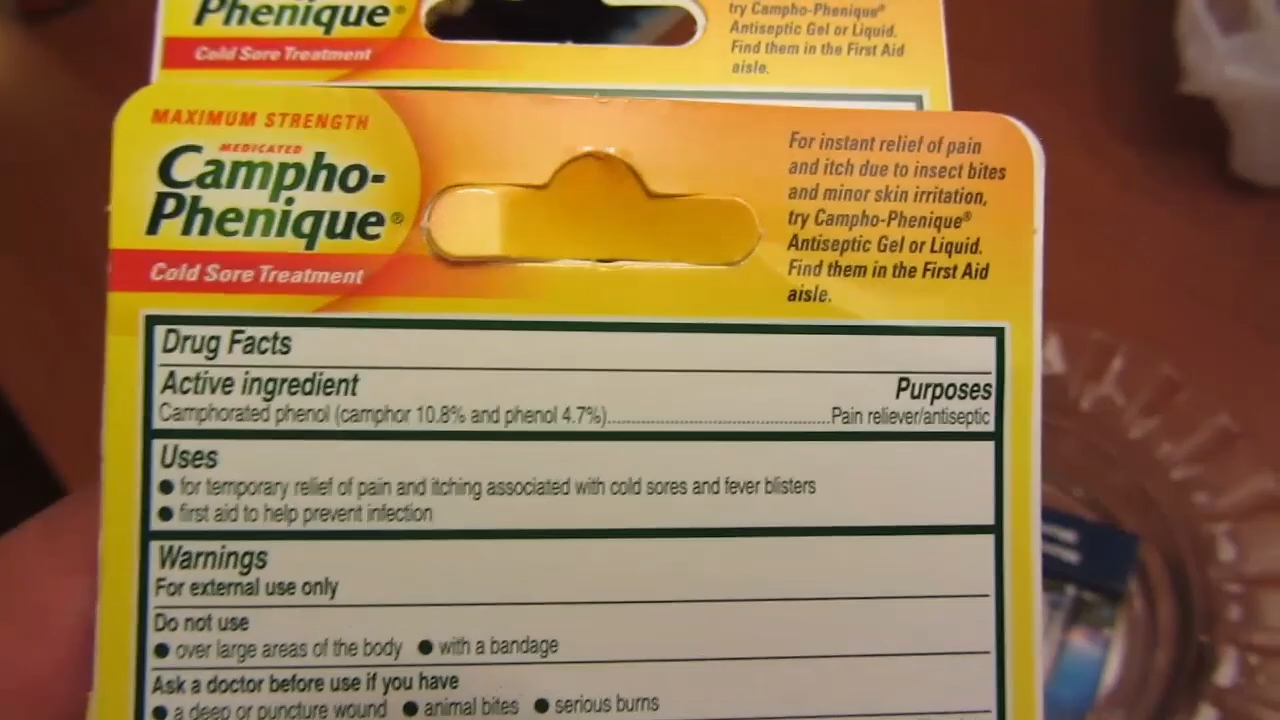 Phenique®
Cold Sore Treatment
try Campho-Phenique®
Antiseptic Gel or Liquid.
Find them in the First Aid
aisle.
MAXIMUM STRENGTH
MEDICATED
Campho-
Phenique®
Cold Sore Treatment
For instant relief of pain
and itch due to insect bites
and minor skin irritation,
try Campho-Phenique®
Antiseptic Gel or Liquid.
Find them in the First Aid
aisle.
Drug Facts
Active ingredient Purposes
Camphorated phenol (camphor 10.8% and phenol 4.7%)..........................................Pain reliever/antiseptic
Uses
● for temporary relief of pain and itching associated with cold sores and fever blisters
● first aid to help prevent infection
Warnings
For external use only
Do not use
● over large areas of the body ● with a bandage
Ask a doctor before use if you have
● a deep or puncture wound ● animal bites ● serious burns